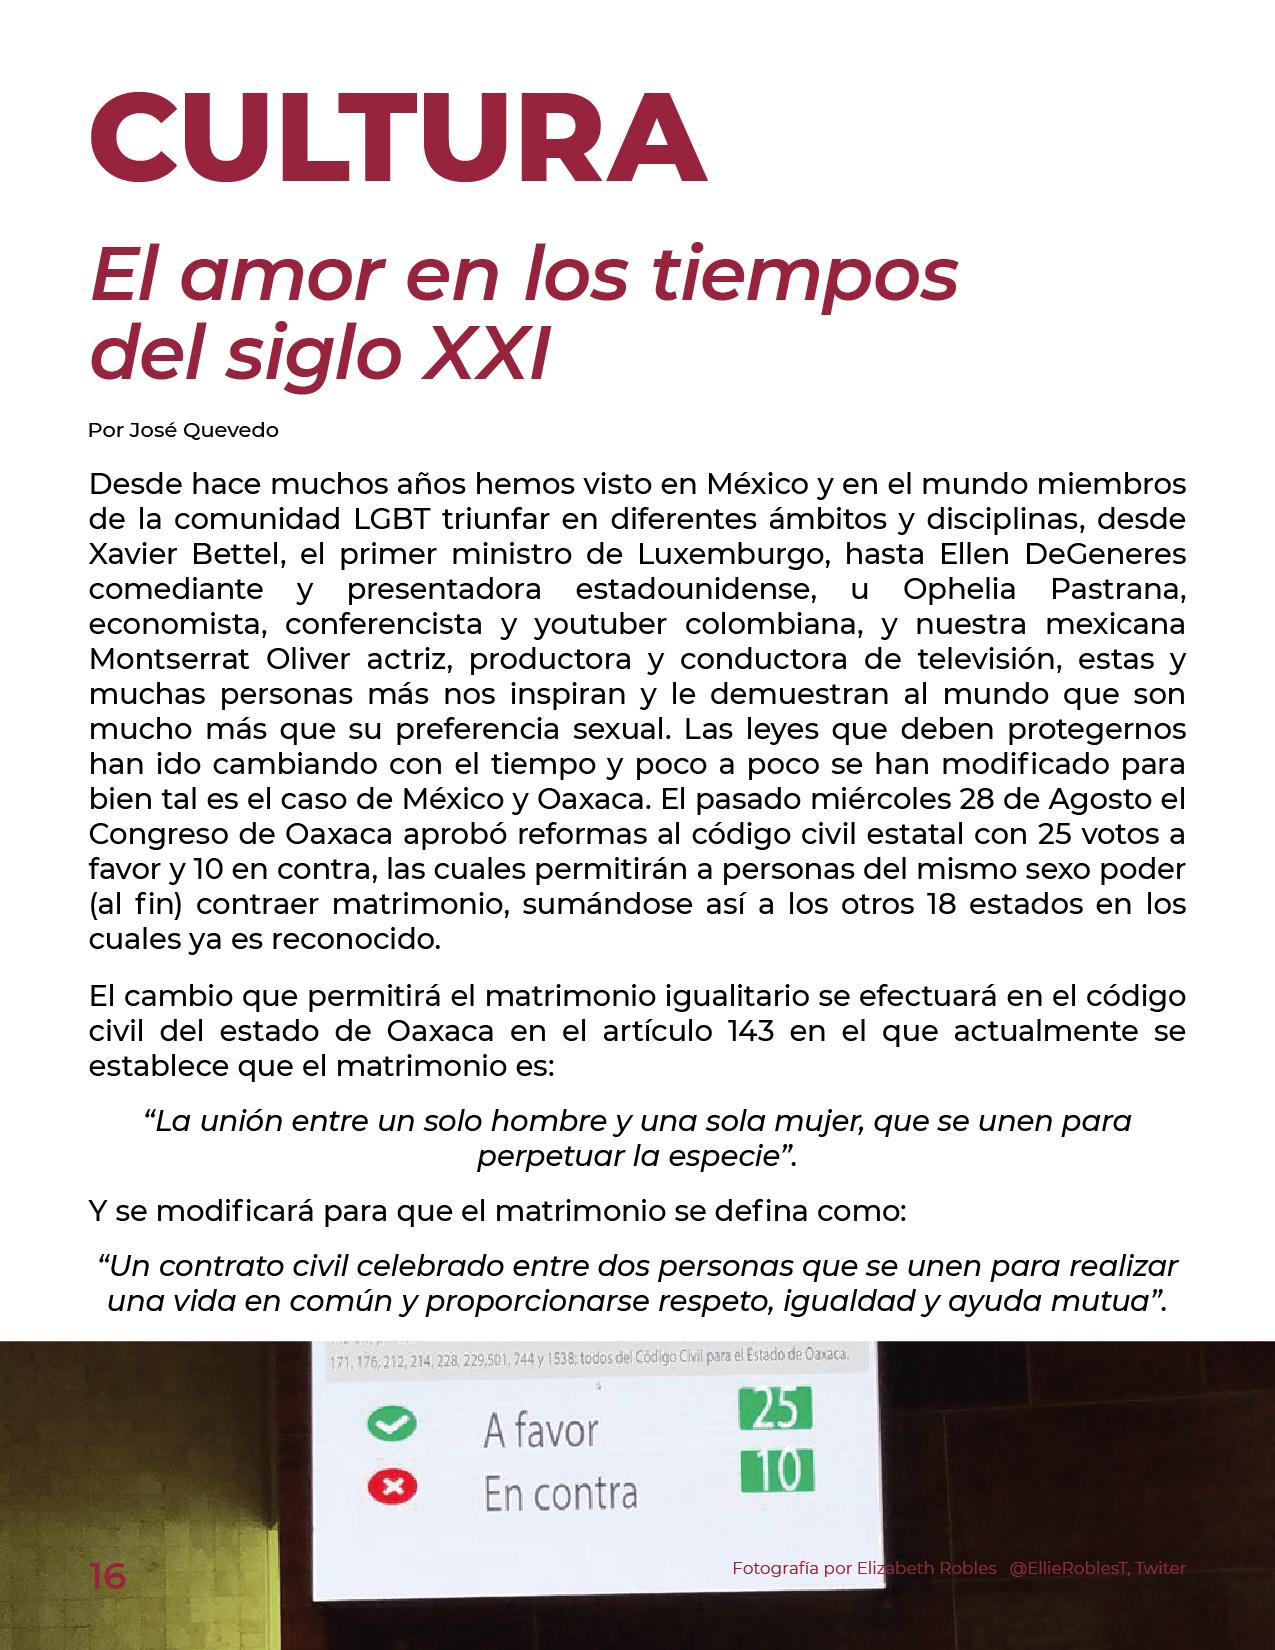 CULTURA
El amor en los tiempos
del siglo XXI
Por José Quevedo
Desde hace muchos años hemos visto en México y en el mundo miembros
de la comunidad LGBT triunfar en diferentes ámbitos y disciplinas, desde
Xavier Bettel, el primer ministro de Luxemburgo, hasta Ellen DeGeneres
comediante y presentadora estadounidense, u Ophelia Pastrana,
economista, conferencista y youtuber colombiana, y nuestra mexicana
Montserrat Oliver actriz, productora y conductora de televisión, estas y
muchas personas más nos inspiran y le demuestran al mundo que son
mucho más que su preferencia sexual. Las leyes que deben protegernos
han ido cambiando con el tiempo y poco a poco se han modificado para
bien tal es el caso de México y Oaxaca. El pasado miércoles 28 de Agosto el
Congreso de Oaxaca aprobó reformas al código civil estatal con 25 votos a
favor y 10 en contra, las cuales permitirán a personas del mismo sexo poder
(al fin) contraer matrimonio, sumándose así a los otros 18 estados en los
cuales ya es reconocido.
El cambio que permitirá el matrimonio igualitario se efectuará en el código
civil del estado de Oaxaca en el artículo 143 en el que actualmente se
establece que el matrimonio es:
“La unión entre un solo hombre y una sola mujer, que se unen para
perpetuar la especie”.
Y se modificará para que el matrimonio se defina como:
“Un contrato civil celebrado entre dos personas que se unen para realizar
una vida en común y proporcionarse respeto, igualdad y ayuda mutua”.
171, 176, 212, 214, 228, 229,501, 744 y 1538; todos del Código Civil para el Estado de Oaxaca.
A favor 25
En contra 10
16
Fotografía por Elizabeth Robles @EllieRoblesT, Twiter